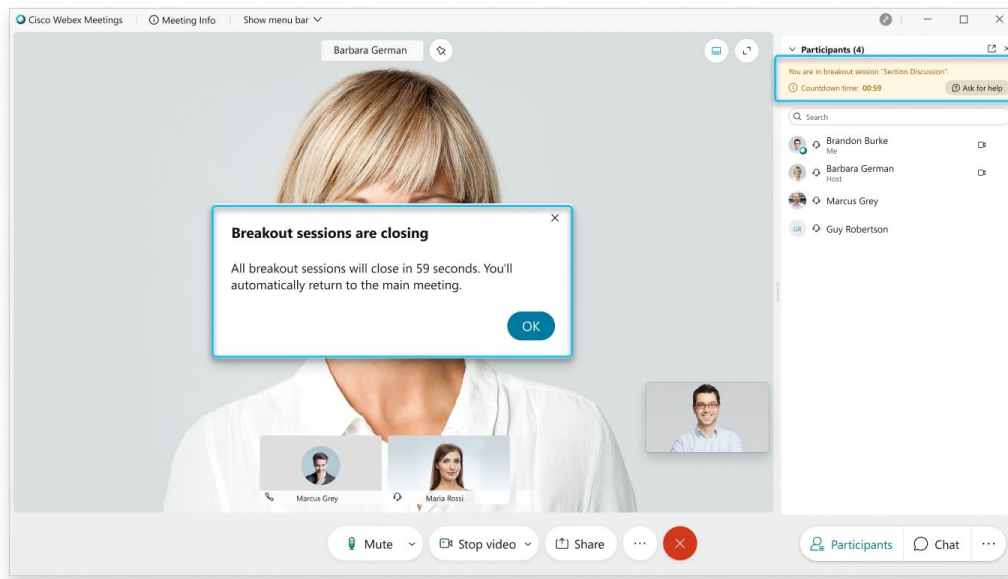 Cisco Webex Meetings
Meeting Info
Show menu bar
Barbara German
Participants (4)
You are in breakout session "Section Discussion".
Countdown time: 00:59
Ask for help
Search
Brandon Burke
Me
Barbara German
Host
Marcus Grey
GR
Guy Robertson
Breakout sessions are closing
All breakout sessions will close in 59 seconds. You'll
automatically return to the main meeting.
OK
Marcus Grey
Maria Rossi
Mute
Stop video
Share
Participants
Chat